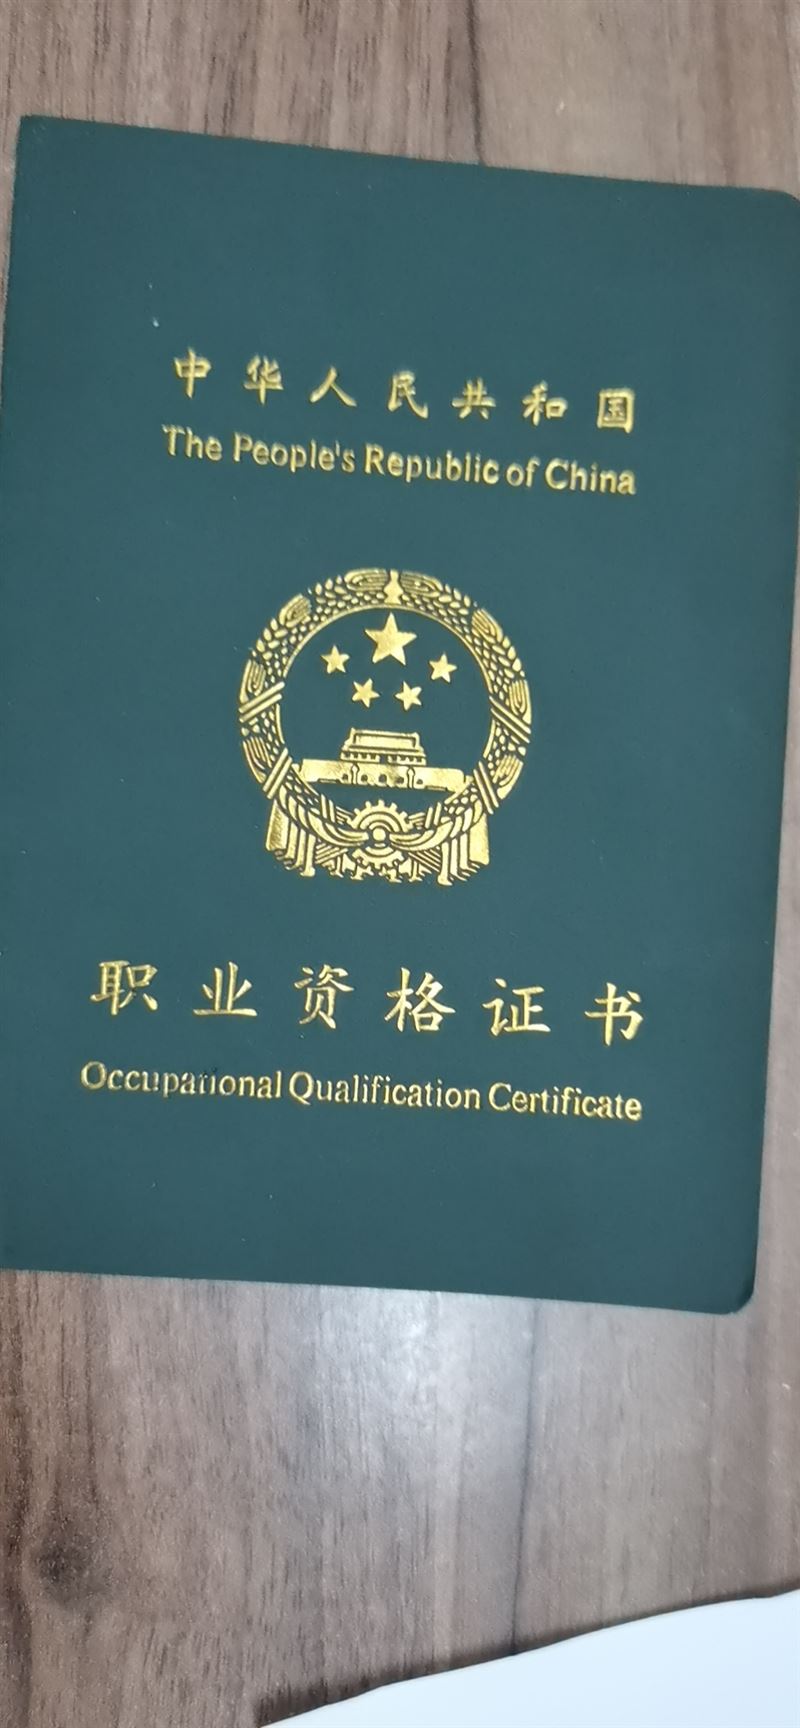 中华人民共和国
The People's Republic of China
职业资格证书
Occupational Qualification Certificate